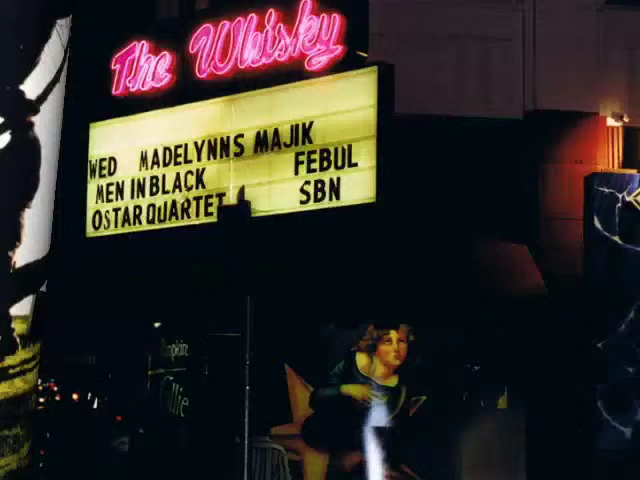 The Whisky
WED MADELYNNS MAJIK
MEN IN BLACK FEBUL
OSTAR QUARTET SBN